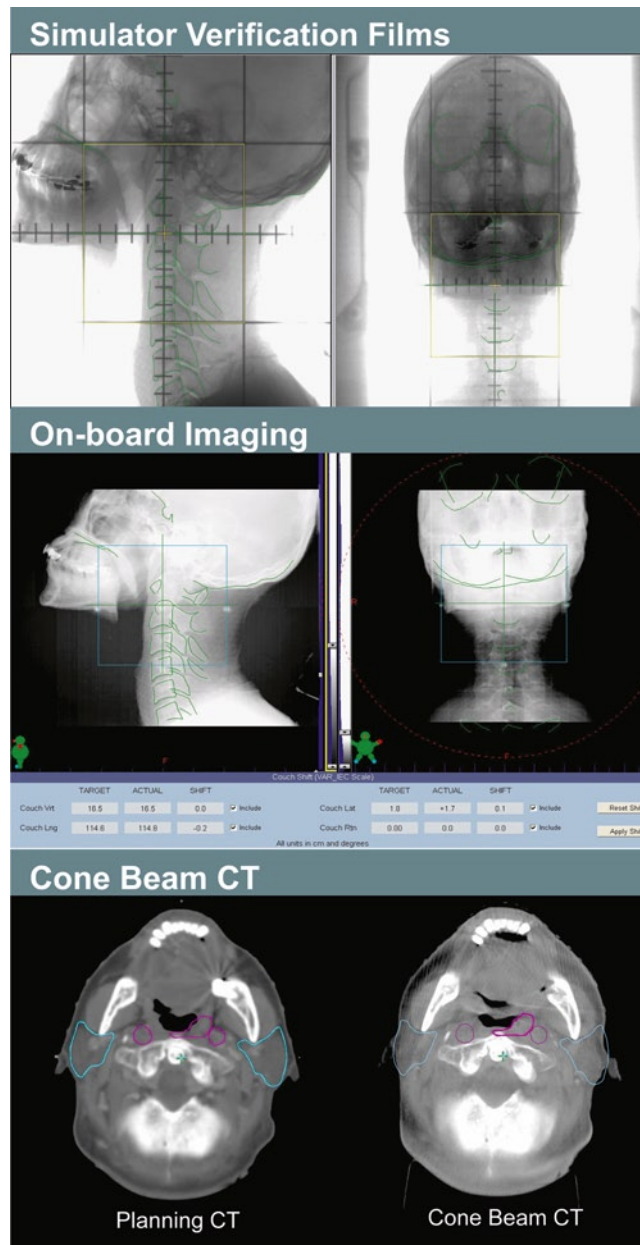 Simulator Verification Films
On-board Imaging
Couch Shift (VAR_IEC Scale)
TARGET ACTUAL SHIFT TARGET ACTUAL SHIFT
Couch Vrt 16.5 16.5 0.0 Include Couch Lat 1.8 +1.7 0.1 Include Reset Shi
Couch Lng 114.6 114.8 -0.2 Include Couch Rtn 0.00 0.0 0.0 Include Apply Shi
All units in cm and degrees
Cone Beam CT
Planning CT Cone Beam CT